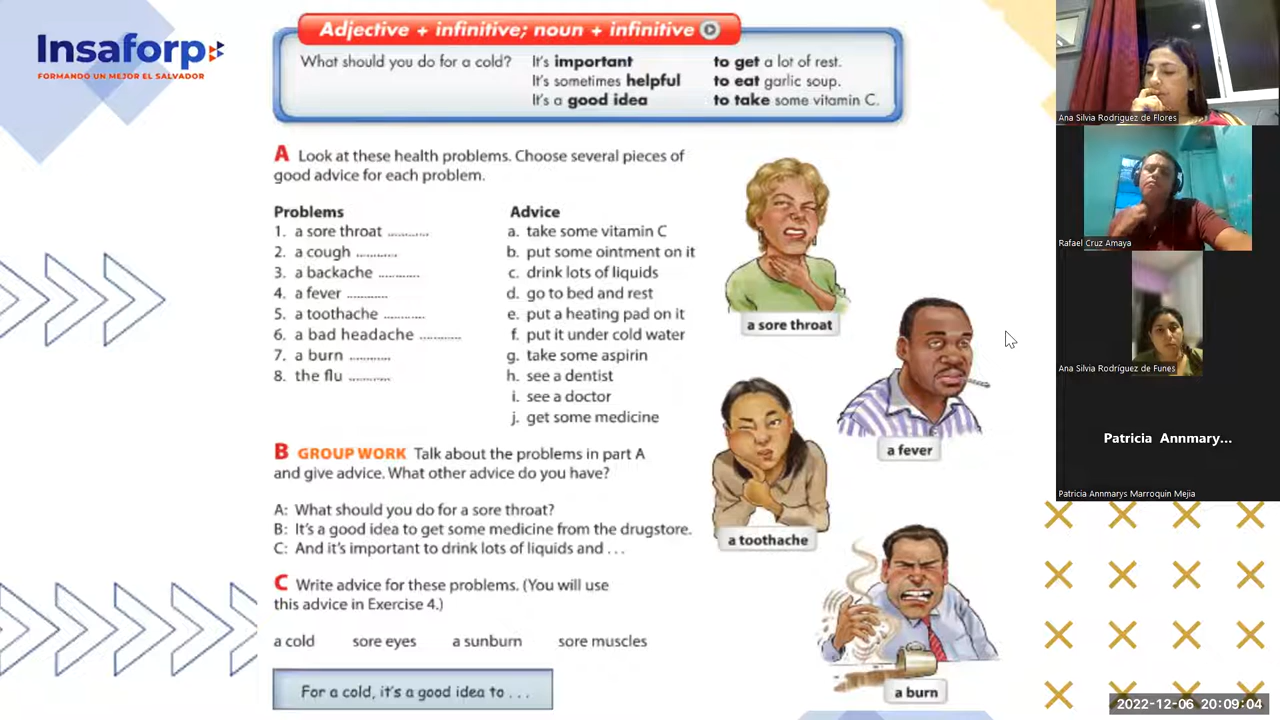 Insaforp
FORMANDO UN MEJOR EL SALVADOR
Adjective + infinitive; noun + infinitive
What should you do for a cold? It's important to get a lot of rest.
It's sometimes helpful to eat garlic soup.
It's a good idea to take some vitamin C.
A Look at these health problems. Choose several pieces of
good advice for each problem.
Problems
1. a sore throat ............
2. a cough ............
3. a backache ............
4. a fever ............
5. a toothache ............
6. a bad headache ............
7. a burn ............
8. the flu ............
Advice
a. take some vitamin C
b. put some ointment on it
c. drink lots of liquids
d. go to bed and rest
e. put a heating pad on it
f. put it under cold water
g. take some aspirin
h. see a dentist
i. see a doctor
j. get some medicine
B GROUP WORK Talk about the problems in part A
and give advice. What other advice do you have?
A: What should you do for a sore throat?
B: It's a good idea to get some medicine from the drugstore.
C: And it's important to drink lots of liquids and . . .
C Write advice for these problems. (You will use
this advice in Exercise 4.)
a cold sore eyes a sunburn sore muscles
For a cold, it's a good idea to . . .
a sore throat
a fever
a toothache
a burn
Ana Silvia Rodriguez de Flores
Rafael Cruz Amaya
Ana Silvia Rodríguez de Funes
Patricia Annmary...
Patricia Annmarys Marroquin Mejia
2022-12-06 20:09:04